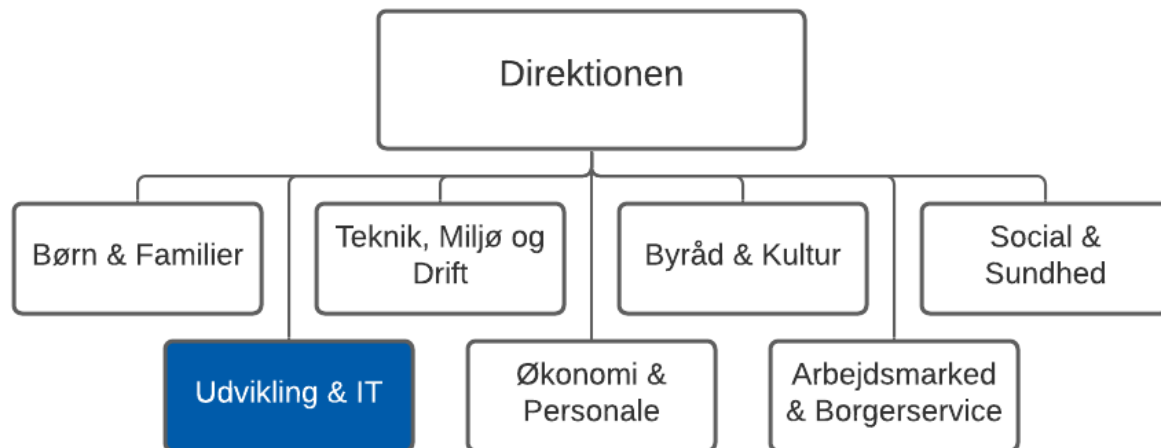 Direktionen
Børn & Familier
Teknik, Miljø og
Drift
Byråd & Kultur
Social &
Sundhed
Udvikling & IT
Økonomi &
Personale
Arbejdsmarked
& Borgerservice